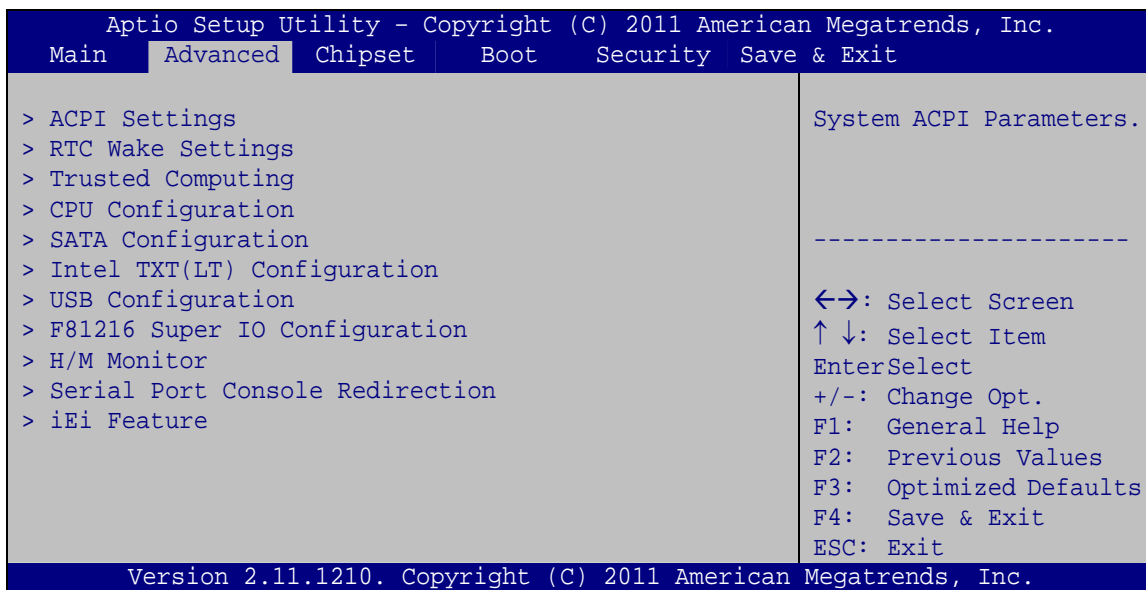 Aptio Setup Utility – Copyright (C) 2011 American Megatrends, Inc.
Main Advanced Chipset Boot Security Save & Exit
> ACPI Settings
> RTC Wake Settings
> Trusted Computing
> CPU Configuration
> SATA Configuration
> Intel TXT(LT) Configuration
> USB Configuration
> F81216 Super IO Configuration
> H/M Monitor
> Serial Port Console Redirection
> iEi Feature
System ACPI Parameters.
----------------------
←→: Select Screen
↑ ↓: Select Item
EnterSelect
+/-: Change Opt.
F1: General Help
F2: Previous Values
F3: Optimized Defaults
F4: Save & Exit
ESC: Exit
Version 2.11.1210. Copyright (C) 2011 American Megatrends, Inc.